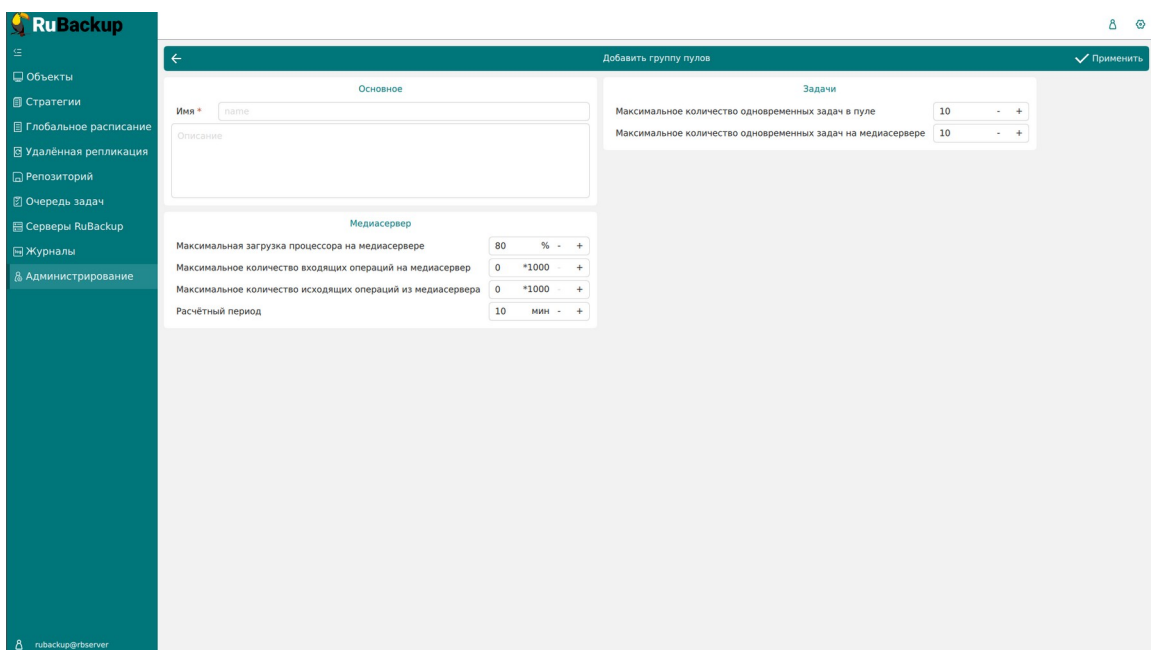 RuBackup
Объекты
Стратегии
Глобальное расписание
Удалённая репликация
Репозиторий
Очередь задач
Серверы RuBackup
Журналы
Администрирование
rubackup@rbserver
Добавить группу пулов
Применить
Основное
Имя * name
Описание
Медиасервер
Максимальная загрузка процессора на медиасервере 80 % - +
Максимальное количество входящих операций на медиасервер 0 *1000 - +
Максимальное количество исходящих операций из медиасервера 0 *1000 - +
Расчётный период 10 мин - +
Задачи
Максимальное количество одновременных задач в пуле 10 - +
Максимальное количество одновременных задач на медиасервере 10 - +